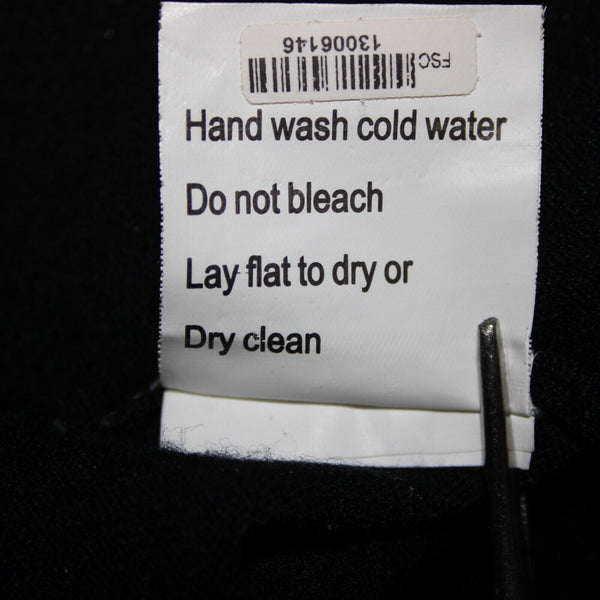 13006146
FSC
Hand wash cold water
Do not bleach
Lay flat to dry or
Dry clean